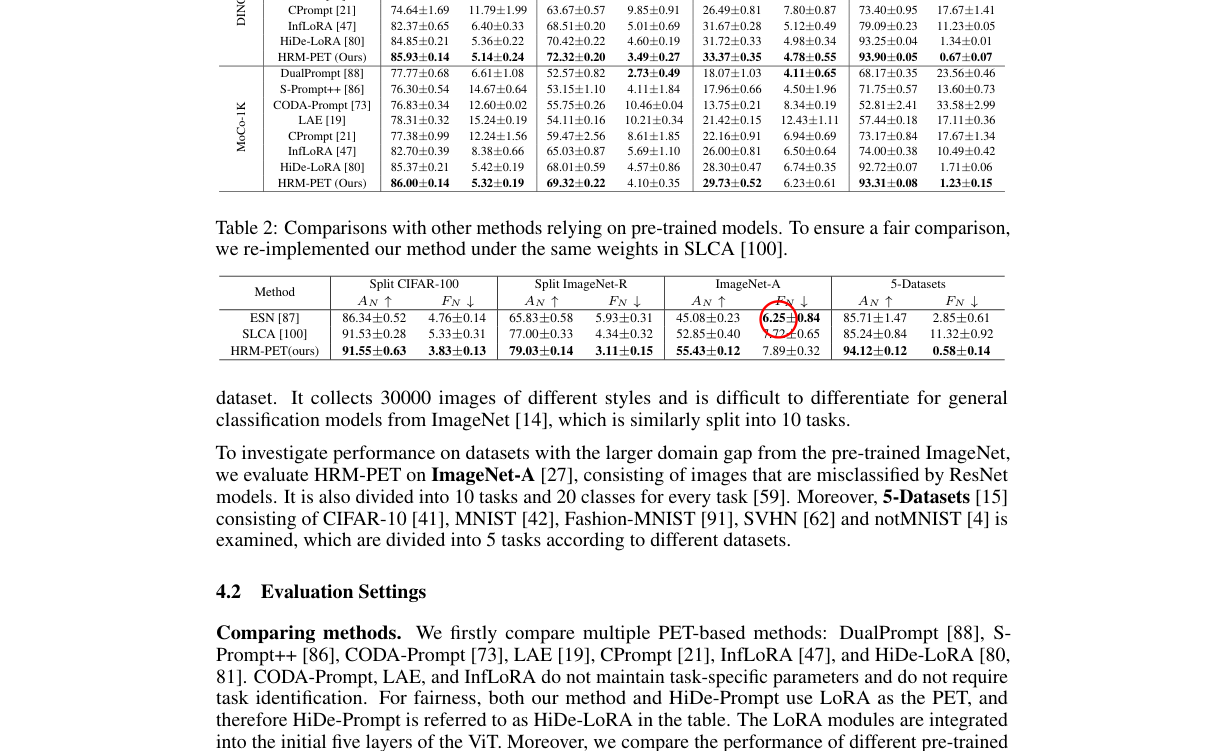 DINO
CPrompt [21] 74.64±1.69 11.79±1.99 63.67±0.57 9.85±0.91 26.49±0.81 7.80±0.87 73.40±0.95 17.67±1.41
InfLoRA [47] 82.37±0.65 6.40±0.33 68.51±0.20 5.01±0.69 31.67±0.28 5.12±0.49 79.09±0.23 11.23±0.05
HiDe-LoRA [80] 84.85±0.21 5.36±0.22 70.42±0.22 4.60±0.19 31.72±0.33 4.98±0.34 93.25±0.04 1.34±0.01
HRM-PET (Ours) 85.93±0.14 5.14±0.24 72.32±0.20 3.49±0.27 33.37±0.35 4.78±0.55 93.90±0.05 0.67±0.07
MoCo-1K
DualPrompt [88] 77.77±0.68 6.61±1.08 52.57±0.82 2.73±0.49 18.07±1.03 4.11±0.65 68.17±0.35 23.56±0.46
S-Prompt++ [86] 76.30±0.54 14.67±0.64 53.15±1.10 4.11±1.84 17.96±0.66 4.50±1.96 71.75±0.57 13.60±0.73
CODA-Prompt [73] 76.83±0.34 12.60±0.02 55.75±0.26 10.46±0.04 13.75±0.21 8.34±0.19 52.81±2.41 33.58±2.99
LAE [19] 78.31±0.32 15.24±0.19 54.11±0.16 10.21±0.34 21.42±0.15 12.43±1.11 57.44±0.18 17.11±0.36
CPrompt [21] 77.38±0.99 12.24±1.56 59.47±2.56 8.61±1.85 22.16±0.91 6.94±0.69 73.17±0.84 17.67±1.34
InfLoRA [47] 82.70±0.39 8.38±0.66 65.03±0.87 5.69±1.10 26.00±0.81 6.50±0.64 74.00±0.38 10.49±0.42
HiDe-LoRA [80] 85.37±0.21 5.42±0.19 68.01±0.59 4.57±0.86 28.30±0.47 6.74±0.35 92.72±0.07 1.71±0.06
HRM-PET (Ours) 86.00±0.14 5.32±0.19 69.32±0.22 4.10±0.35 29.73±0.52 6.23±0.61 93.31±0.08 1.23±0.15
Table 2: Comparisons with other methods relying on pre-trained models. To ensure a fair comparison,
we re-implemented our method under the same weights in SLCA [100].
Method Split CIFAR-100 Split ImageNet-R ImageNet-A 5-Datasets
A_N ↑ F_N ↓ A_N ↑ F_N ↓ A_N ↑ F_N ↓ A_N ↑ F_N ↓
ESN [87] 86.34±0.52 4.76±0.14 65.83±0.58 5.93±0.31 45.08±0.23 6.25±0.84 85.71±1.47 2.85±0.61
SLCA [100] 91.53±0.28 5.33±0.31 77.00±0.33 4.34±0.32 52.85±0.40 7.72±0.65 85.24±0.84 11.32±0.92
HRM-PET(ours) 91.55±0.63 3.83±0.13 79.03±0.14 3.11±0.15 55.43±0.12 7.89±0.32 94.12±0.12 0.58±0.14
dataset. It collects 30000 images of different styles and is difficult to differentiate for general
classification models from ImageNet [14], which is similarly split into 10 tasks.
To investigate performance on datasets with the larger domain gap from the pre-trained ImageNet,
we evaluate HRM-PET on ImageNet-A [27], consisting of images that are misclassified by ResNet
models. It is also divided into 10 tasks and 20 classes for every task [59]. Moreover, 5-Datasets [15]
consisting of CIFAR-10 [41], MNIST [42], Fashion-MNIST [91], SVHN [62] and notMNIST [4] is
examined, which are divided into 5 tasks according to different datasets.
4.2 Evaluation Settings
Comparing methods. We firstly compare multiple PET-based methods: DualPrompt [88], S-
Prompt++ [86], CODA-Prompt [73], LAE [19], CPrompt [21], InfLoRA [47], and HiDe-LoRA [80,
81]. CODA-Prompt, LAE, and InfLoRA do not maintain task-specific parameters and do not require
task identification. For fairness, both our method and HiDe-Prompt use LoRA as the PET, and
therefore HiDe-Prompt is referred to as HiDe-LoRA in the table. The LoRA modules are integrated
into the initial five layers of the ViT. Moreover, we compare the performance of different pre-trained